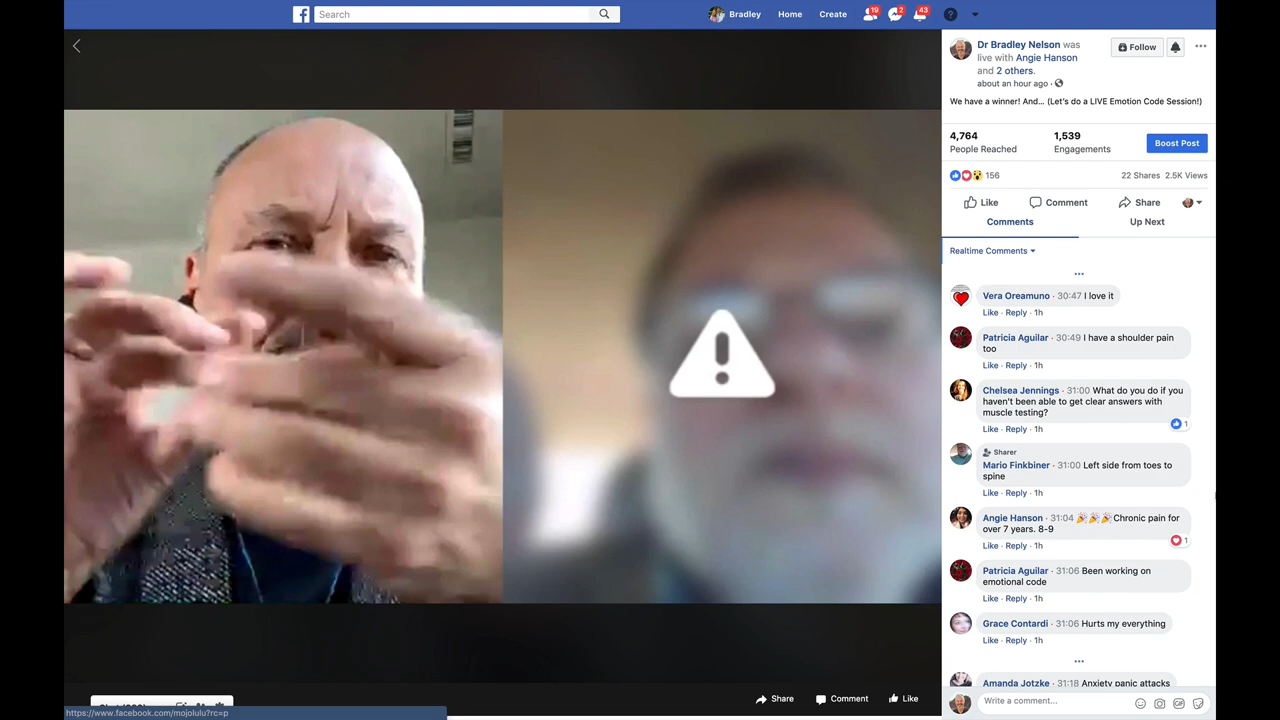 Search
Bradley
Home
Create
19
2
43
Dr Bradley Nelson was
live with Angie Hanson
and 2 others.
about an hour ago ·
Follow
We have a winner! And... (Let's do a LIVE Emotion Code Session!)
4,764
People Reached
1,539
Engagements
Boost Post
156
22 Shares 2.5K Views
Like
Comment
Share
Comments
Up Next
Realtime Comments
Vera Oreamuno · 30:47 I love it
Like · Reply · 1h
Patricia Aguilar · 30:49 I have a shoulder pain
too
Like · Reply · 1h
Chelsea Jennings · 31:00 What do you do if you
haven't been able to get clear answers with
muscle testing?
1
Like · Reply · 1h
Sharer
Mario Finkbiner · 31:00 Left side from toes to
spine
Like · Reply · 1h
Angie Hanson · 31:04 🎉🎉🎉Chronic pain for
over 7 years. 8-9
1
Like · Reply · 1h
Patricia Aguilar · 31:06 Been working on
emotional code
Like · Reply · 1h
Grace Contardi · 31:06 Hurts my everything
Like · Reply · 1h
Amanda Jotzke · 31:18 Anxiety panic attacks
Write a comment...
GIF
Share
Comment
Like
https://www.facebook.com/mojolulu?rc=p